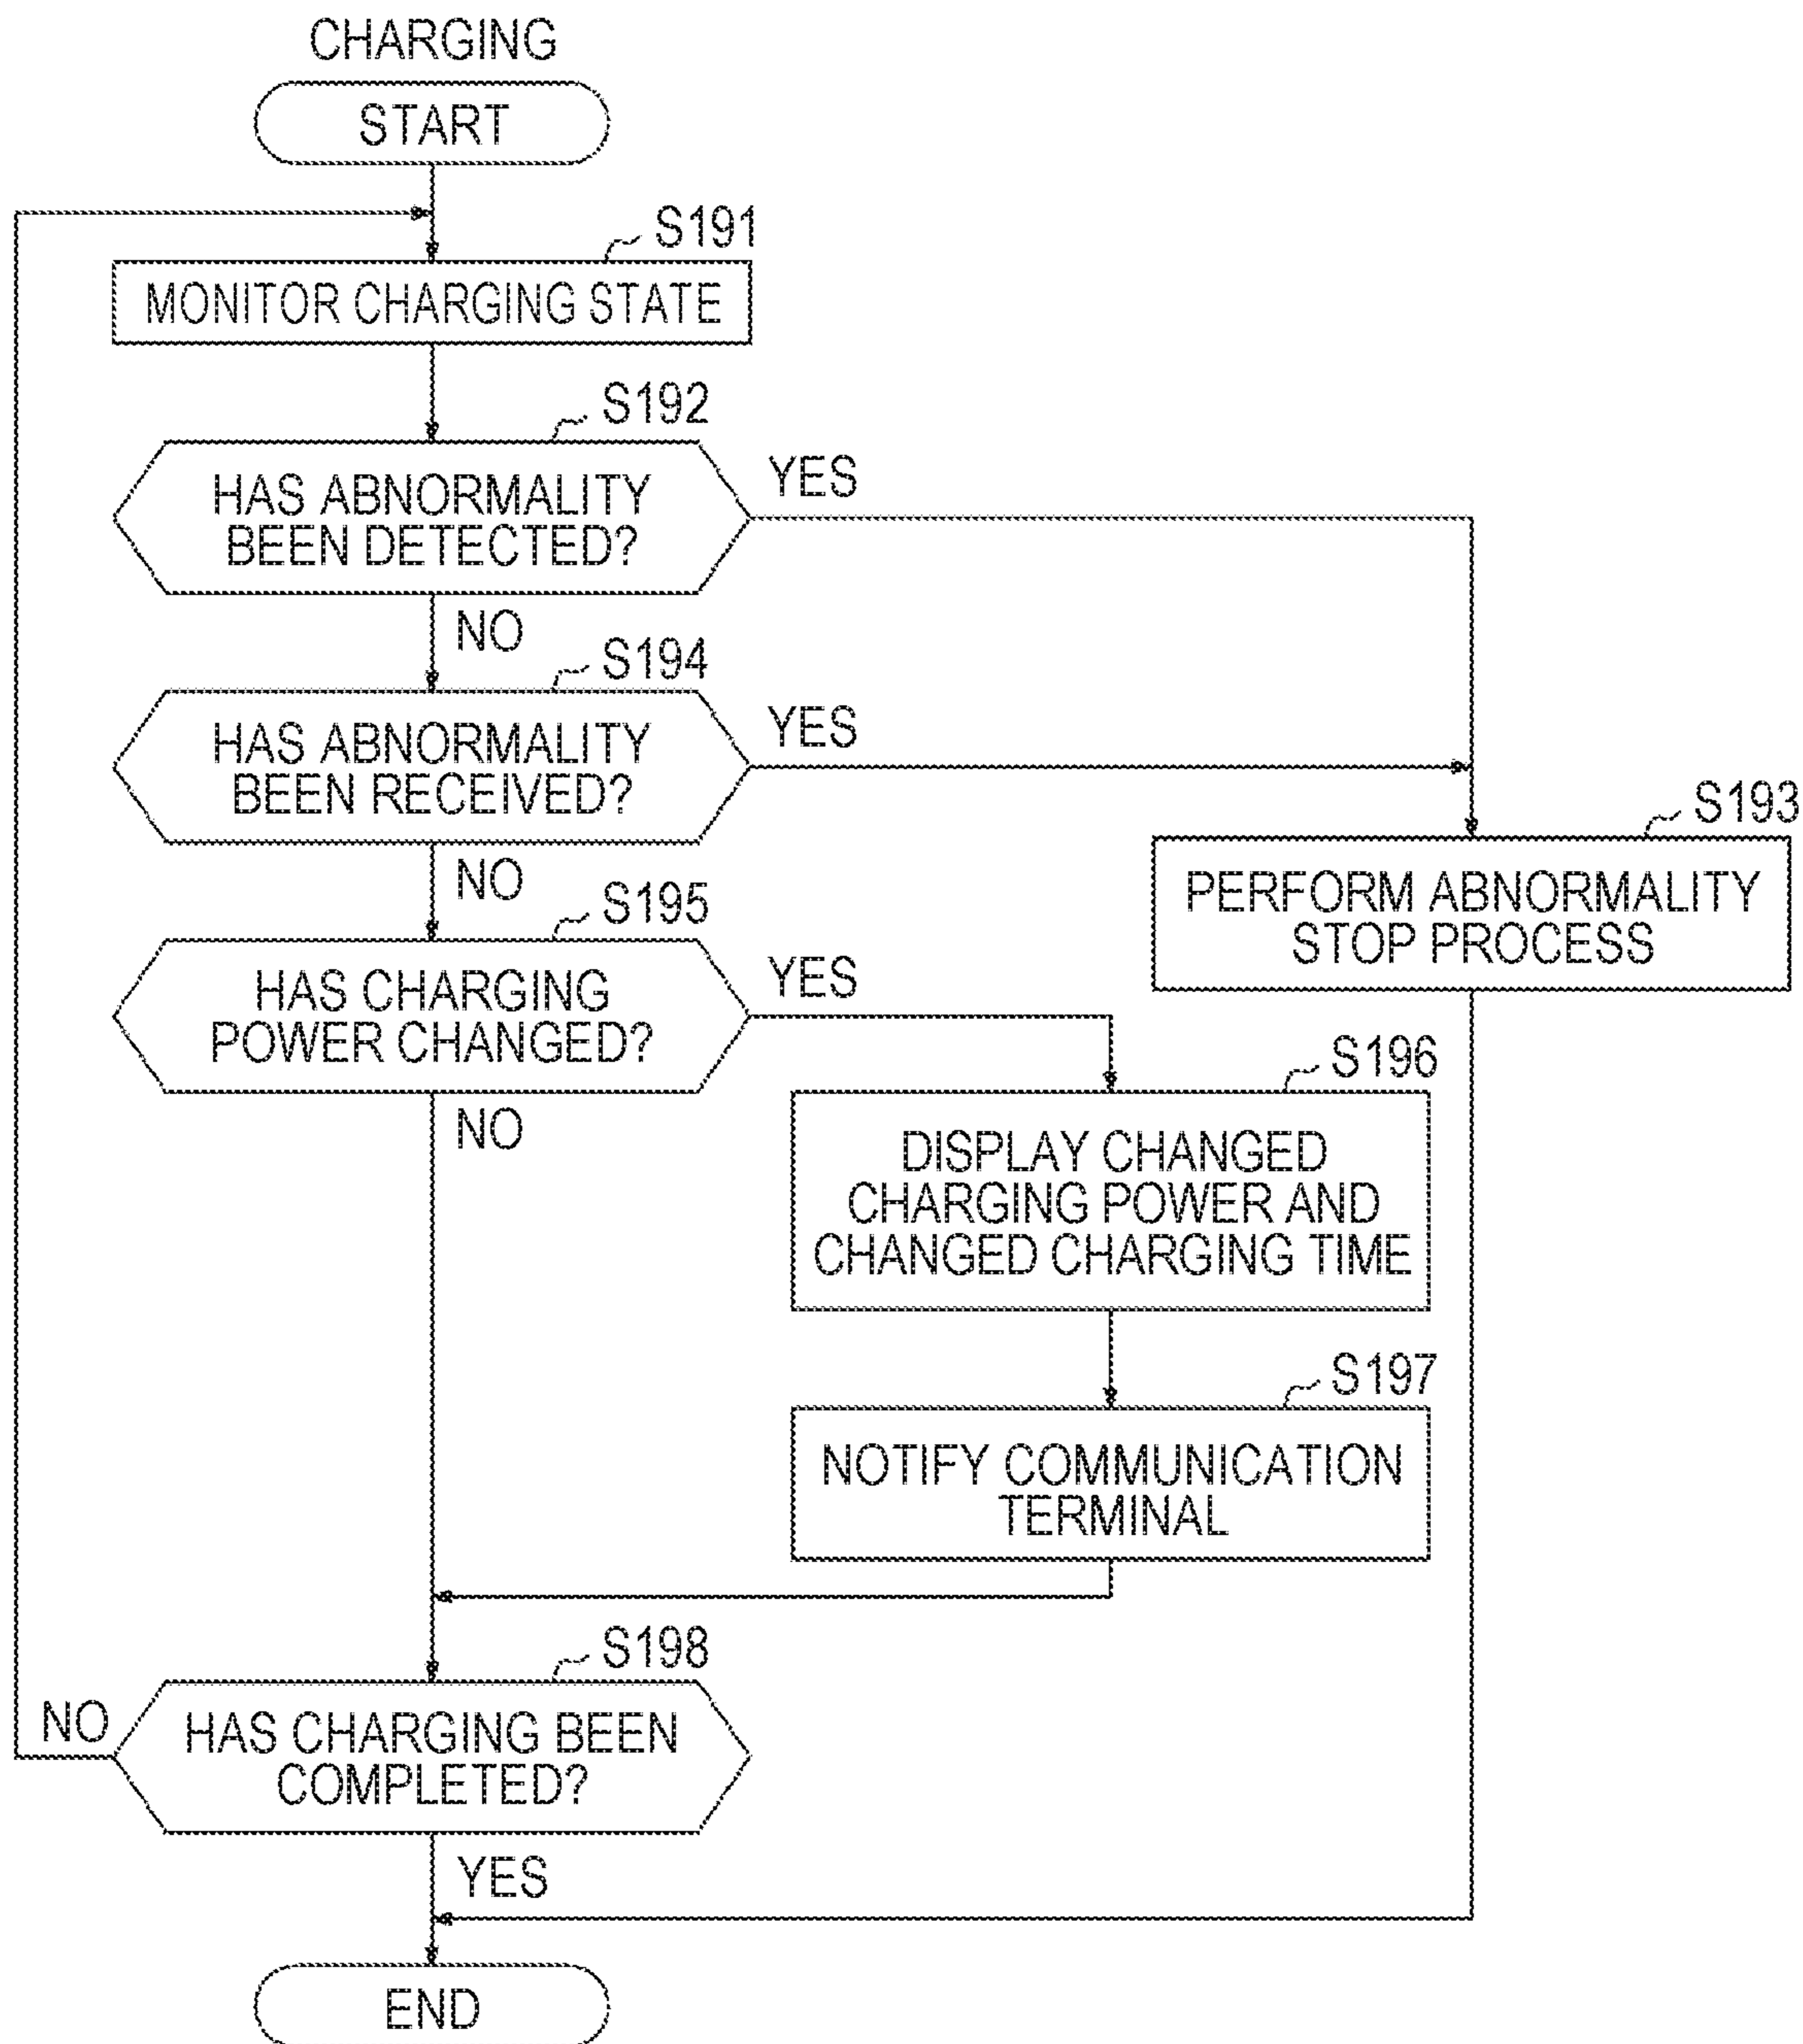 CHARGING
START
S191
MONITOR CHARGING STATE
S192
HAS ABNORMALITY
BEEN DETECTED?
YES
NO
S194
HAS ABNORMALITY
BEEN RECEIVED?
YES
NO
S193
PERFORM ABNORMALITY
STOP PROCESS
S195
HAS CHARGING
POWER CHANGED?
YES
NO
S196
DISPLAY CHANGED
CHARGING POWER AND
CHANGED CHARGING TIME
S197
NOTIFY COMMUNICATION
TERMINAL
S198
HAS CHARGING BEEN
COMPLETED?
NO
YES
END